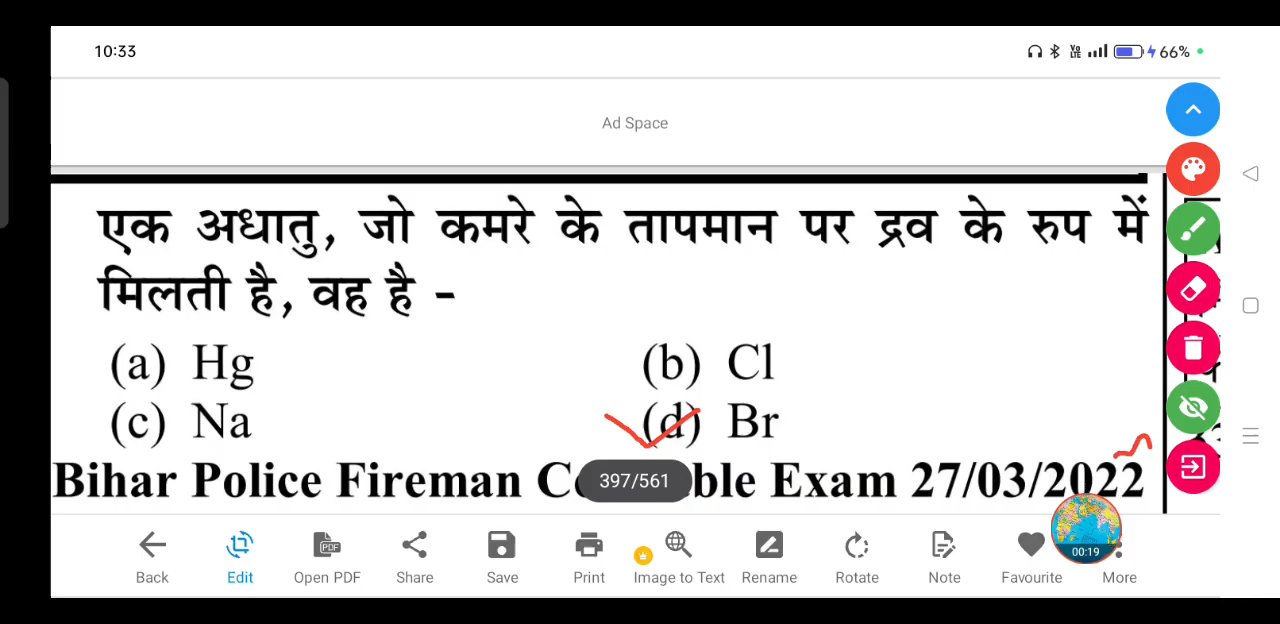 10:33
66%
Ad Space
एक अधातु, जो कमरे के तापमान पर द्रव के रुप में
मिलती है, वह है -
(a) Hg (b) Cl
(c) Na (d) Br
Bihar Police Fireman Co ble Exam 27/03/2022
397/561
00:19
Back Edit Open PDF Share Save Print Image to Text Rename Rotate Note Favourite More